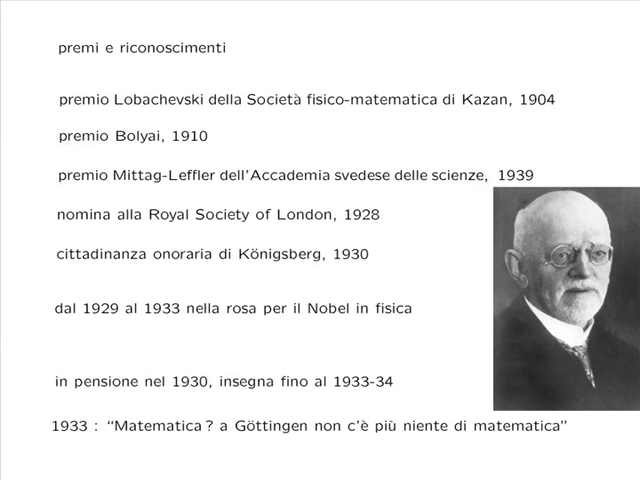 premi e riconoscimenti
premio Lobachevski della Società fisico-matematica di Kazan, 1904
premio Bolyai, 1910
premio Mittag-Leffler dell'Accademia svedese delle scienze, 1939
nomina alla Royal Society of London, 1928
cittadinanza onoraria di Königsberg, 1930
dal 1929 al 1933 nella rosa per il Nobel in fisica
in pensione nel 1930, insegna fino al 1933-34
1933 : “Matematica ? a Göttingen non c'è più niente di matematica”